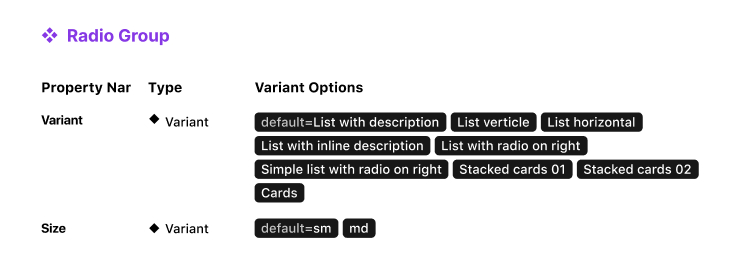 Radio Group
Property Nar Type Variant Options
Variant Variant default=List with description List verticle List horizontal
List with inline description List with radio on right
Simple list with radio on right Stacked cards 01 Stacked cards 02
Cards
Size Variant default=sm md